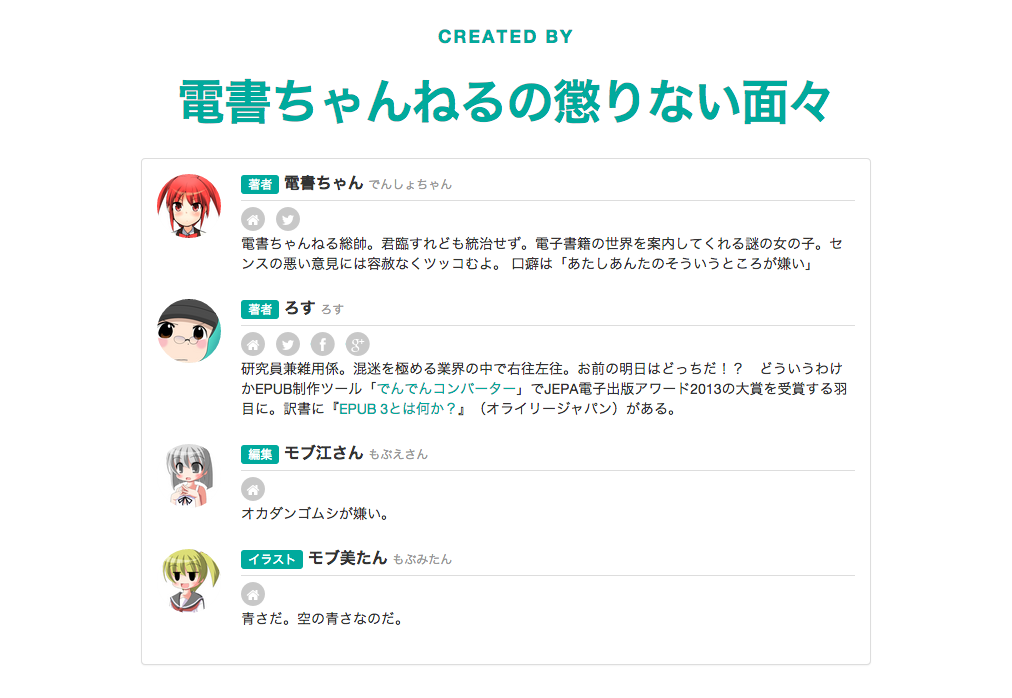 CREATED BY
電書ちゃんねるの懲りない面々
著者 電書ちゃん でんしょちゃん
電書ちゃんねる総帥。君臨すれども統治せず。電子書籍の世界を案内してくれる謎の女の子。セ
ンスの悪い意見には容赦なくツッコむよ。 口癖は「あたしあんたのそういうところが嫌い」
著者 ろす ろす
f g+
研究員兼雑用係。混迷を極める業界の中で右往左往。お前の明日はどっちだ！？　どういうわけ
かEPUB制作ツール「でんでんコンバーター」でJEPA電子出版アワード2013の大賞を受賞する羽
目に。訳書に『EPUB 3とは何か？』（オライリージャパン）がある。
編集 モブ江さん もぶえさん
オカダンゴムシが嫌い。
イラスト モブ美たん もぶみたん
青さだ。空の青さなのだ。